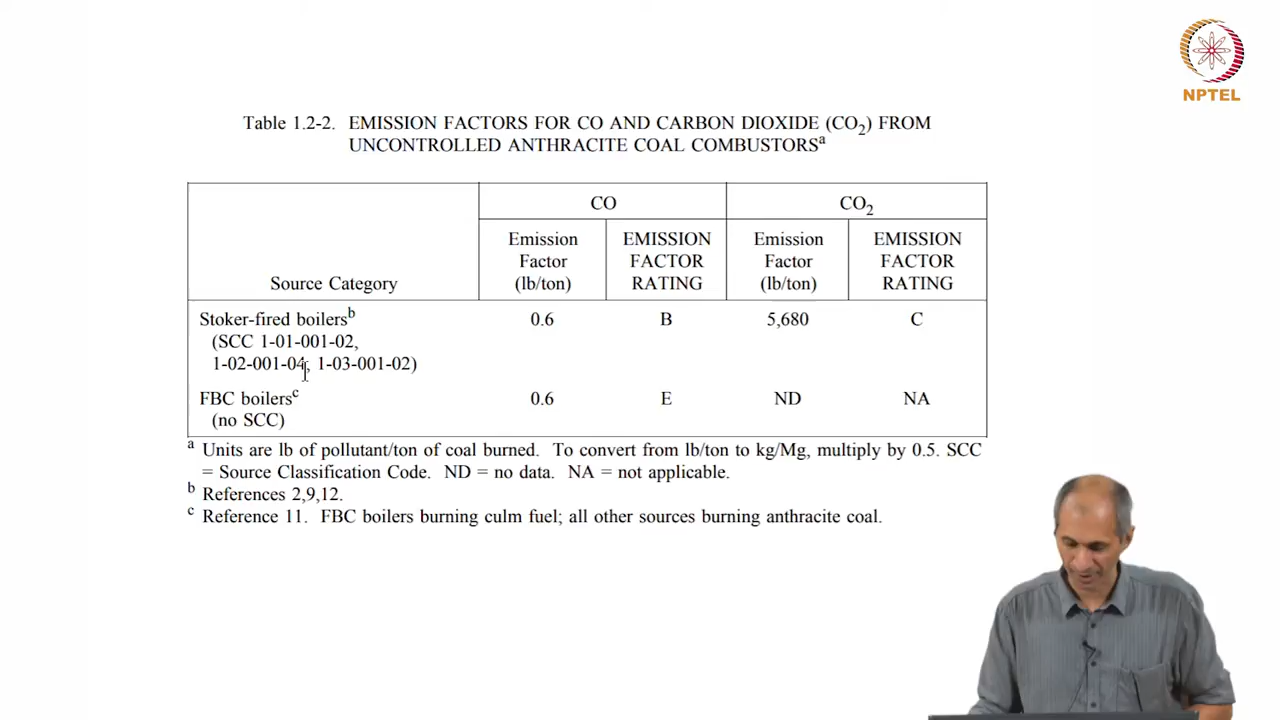 NPTEL
Table 1.2-2. EMISSION FACTORS FOR CO AND CARBON DIOXIDE (CO2) FROM
UNCONTROLLED ANTHRACITE COAL COMBUSTORSa
CO CO2
Source Category Emission Factor (lb/ton) EMISSION FACTOR RATING Emission Factor (lb/ton) EMISSION FACTOR RATING
Stoker-fired boilersb 0.6 B 5,680 C
(SCC 1-01-001-02,
1-02-001-04, 1-03-001-02)
FBC boilersc 0.6 E ND NA
(no SCC)
a Units are lb of pollutant/ton of coal burned. To convert from lb/ton to kg/Mg, multiply by 0.5. SCC
= Source Classification Code. ND = no data. NA = not applicable.
b References 2,9,12.
c Reference 11. FBC boilers burning culm fuel; all other sources burning anthracite coal.